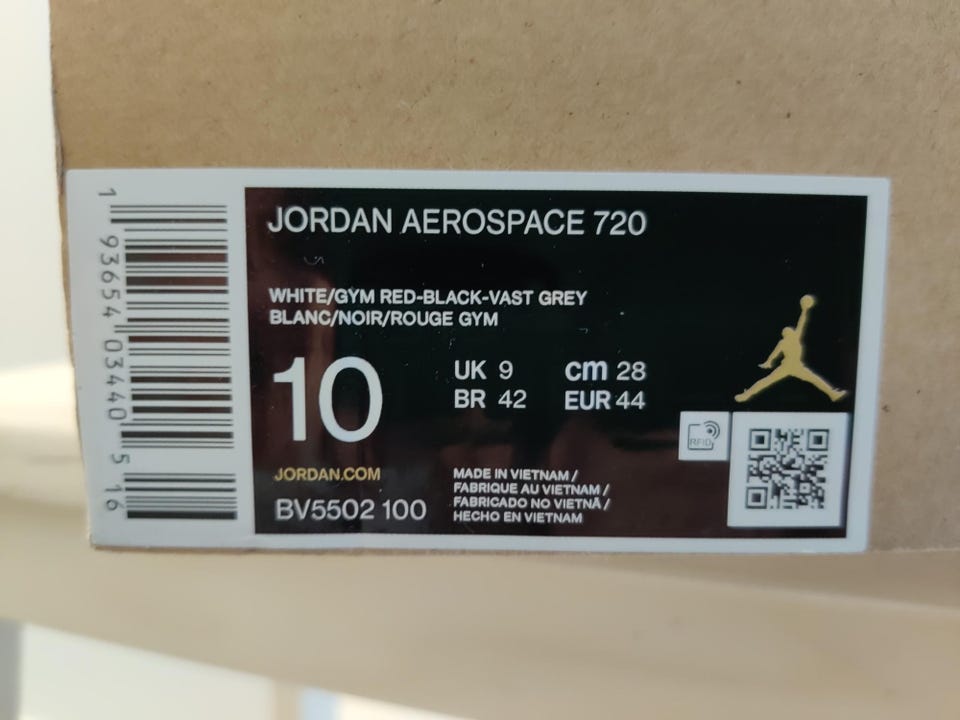 1 93654 03440 5 16
JORDAN AEROSPACE 720
WHITE/GYM RED-BLACK-VAST GREY
BLANC/NOIR/ROUGE GYM
10
UK 9 cm 28
BR 42 EUR 44
RFID
JORDAN.COM
BV5502 100
MADE IN VIETNAM /
FABRIQUE AU VIETNAM /
FABRICADO NO VIETNÃ /
HECHO EN VIETNAM